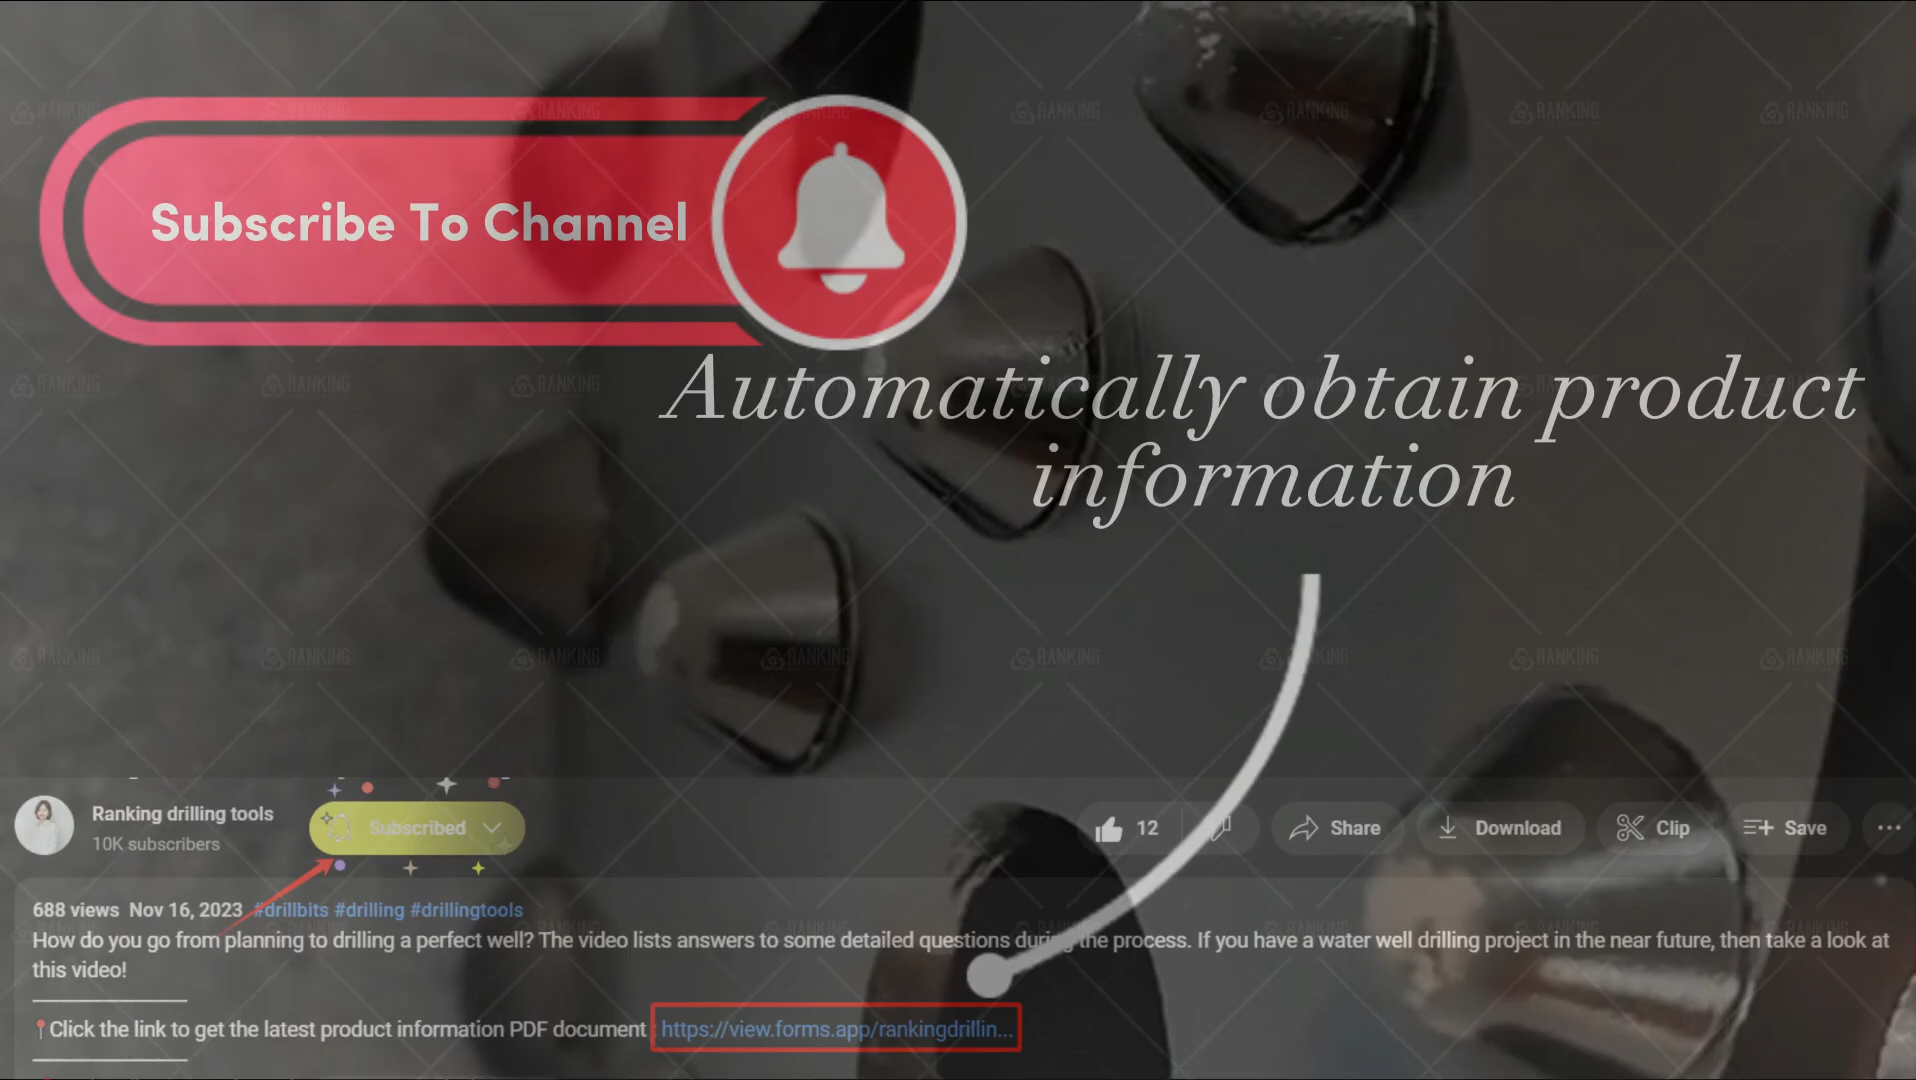 Subscribe To Channel
Automatically obtain product
information
Ranking drilling tools
10K subscribers
Subscribed
12
Share
Download
Clip
Save
688 views Nov 16, 2023 #drillbits #drilling #drillingtools
How do you go from planning to drilling a perfect well? The video lists answers to some detailed questions during the process. If you have a water well drilling project in the near future, then take a look at
this video!
Click the link to get the latest product information PDF document : https://view.forms.app/rankingdrillin...
RANKING